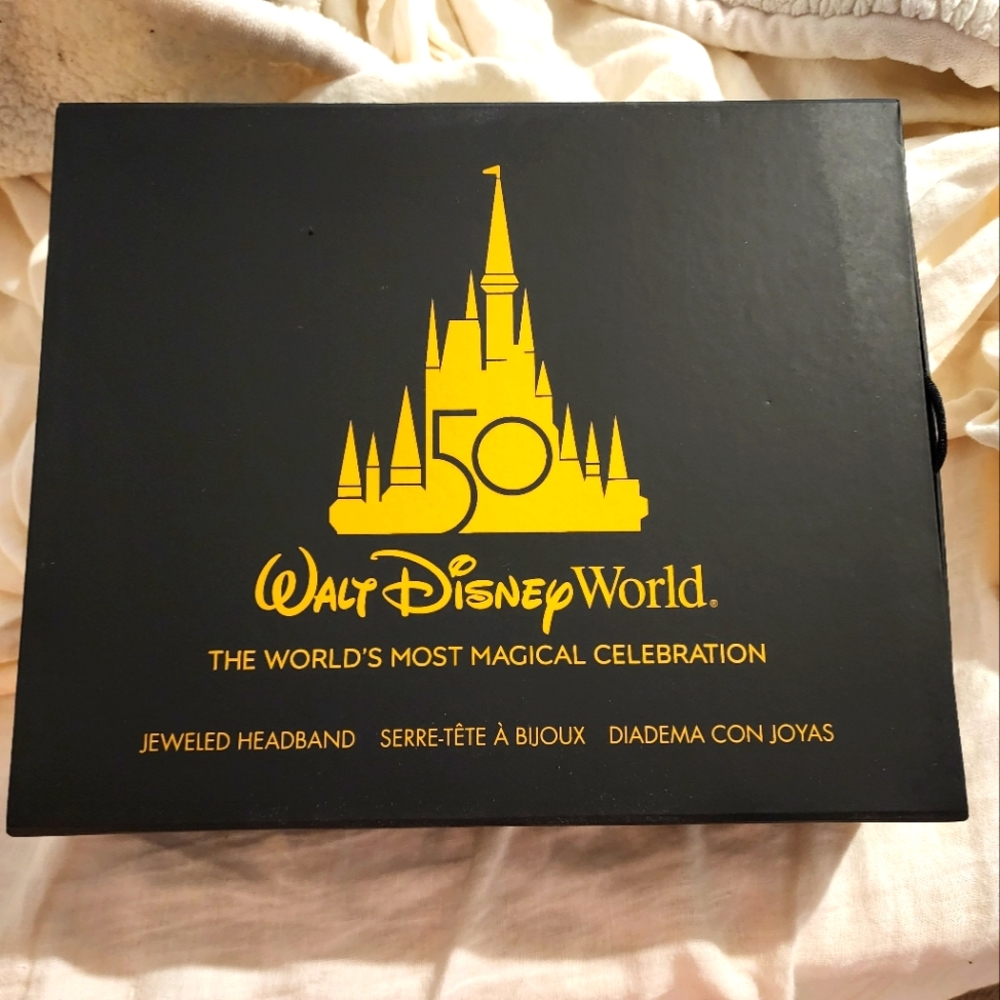 50
WALT DISNEY World®
THE WORLD'S MOST MAGICAL CELEBRATION
JEWELED HEADBAND SERRE-TÊTE À BIJOUX DIADEMA CON JOYAS